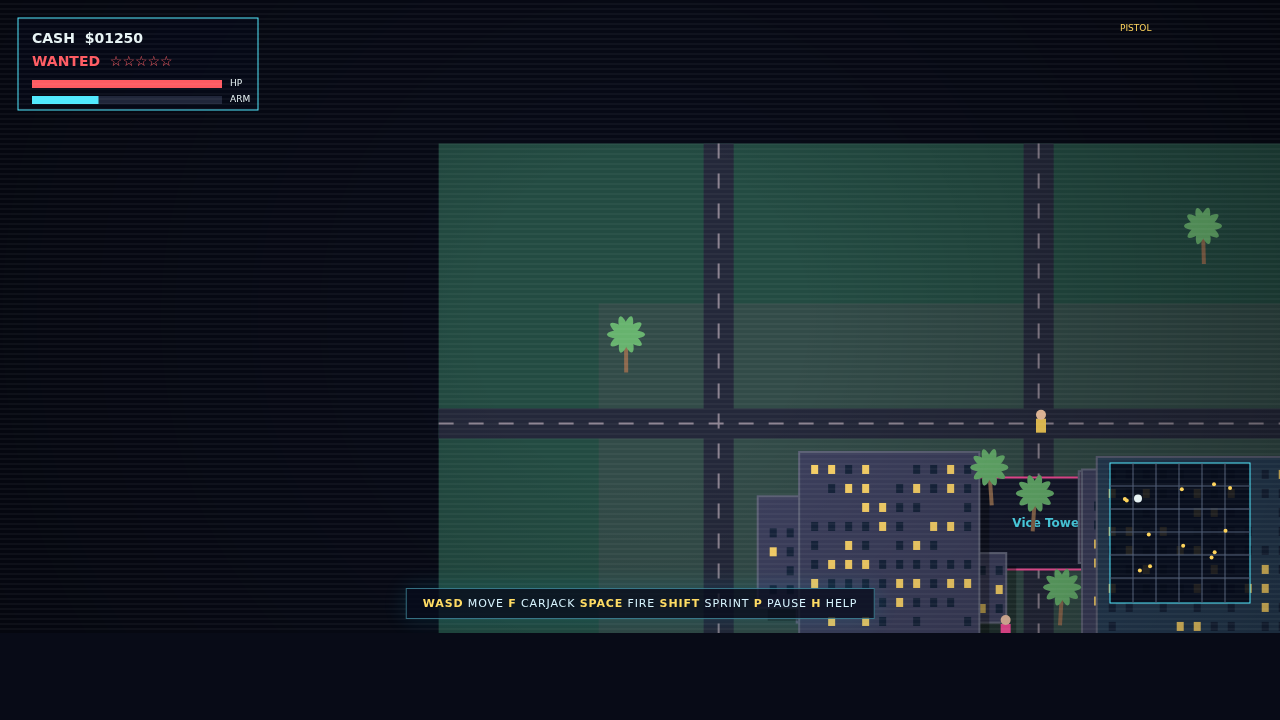 CASH $01250
PISTOL
WANTED ☆☆☆☆☆
HP
ARM
Vice Towe
WASD MOVE F CARJACK SPACE FIRE SHIFT SPRINT P PAUSE H HELP